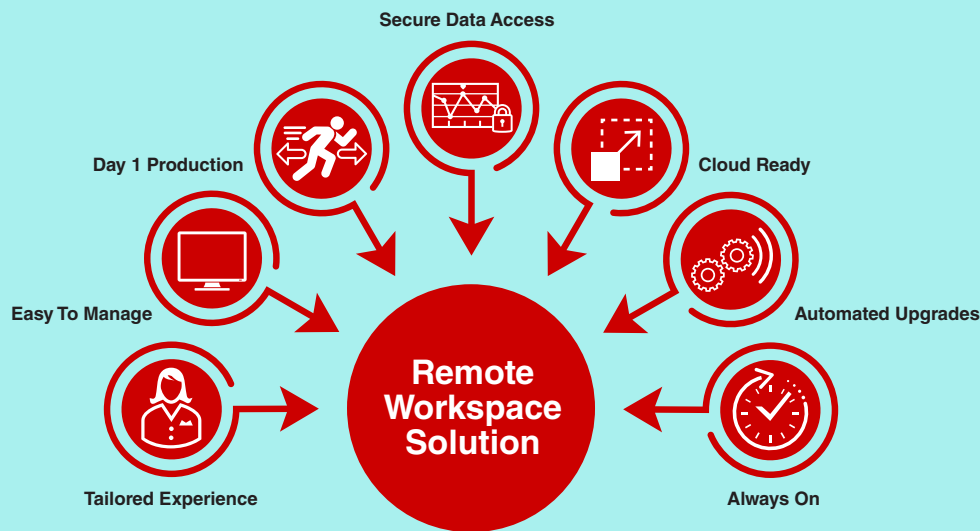 Secure Data Access
Day 1 Production
Cloud Ready
Easy To Manage
Automated Upgrades
Remote
Workspace
Solution
Tailored Experience
Always On